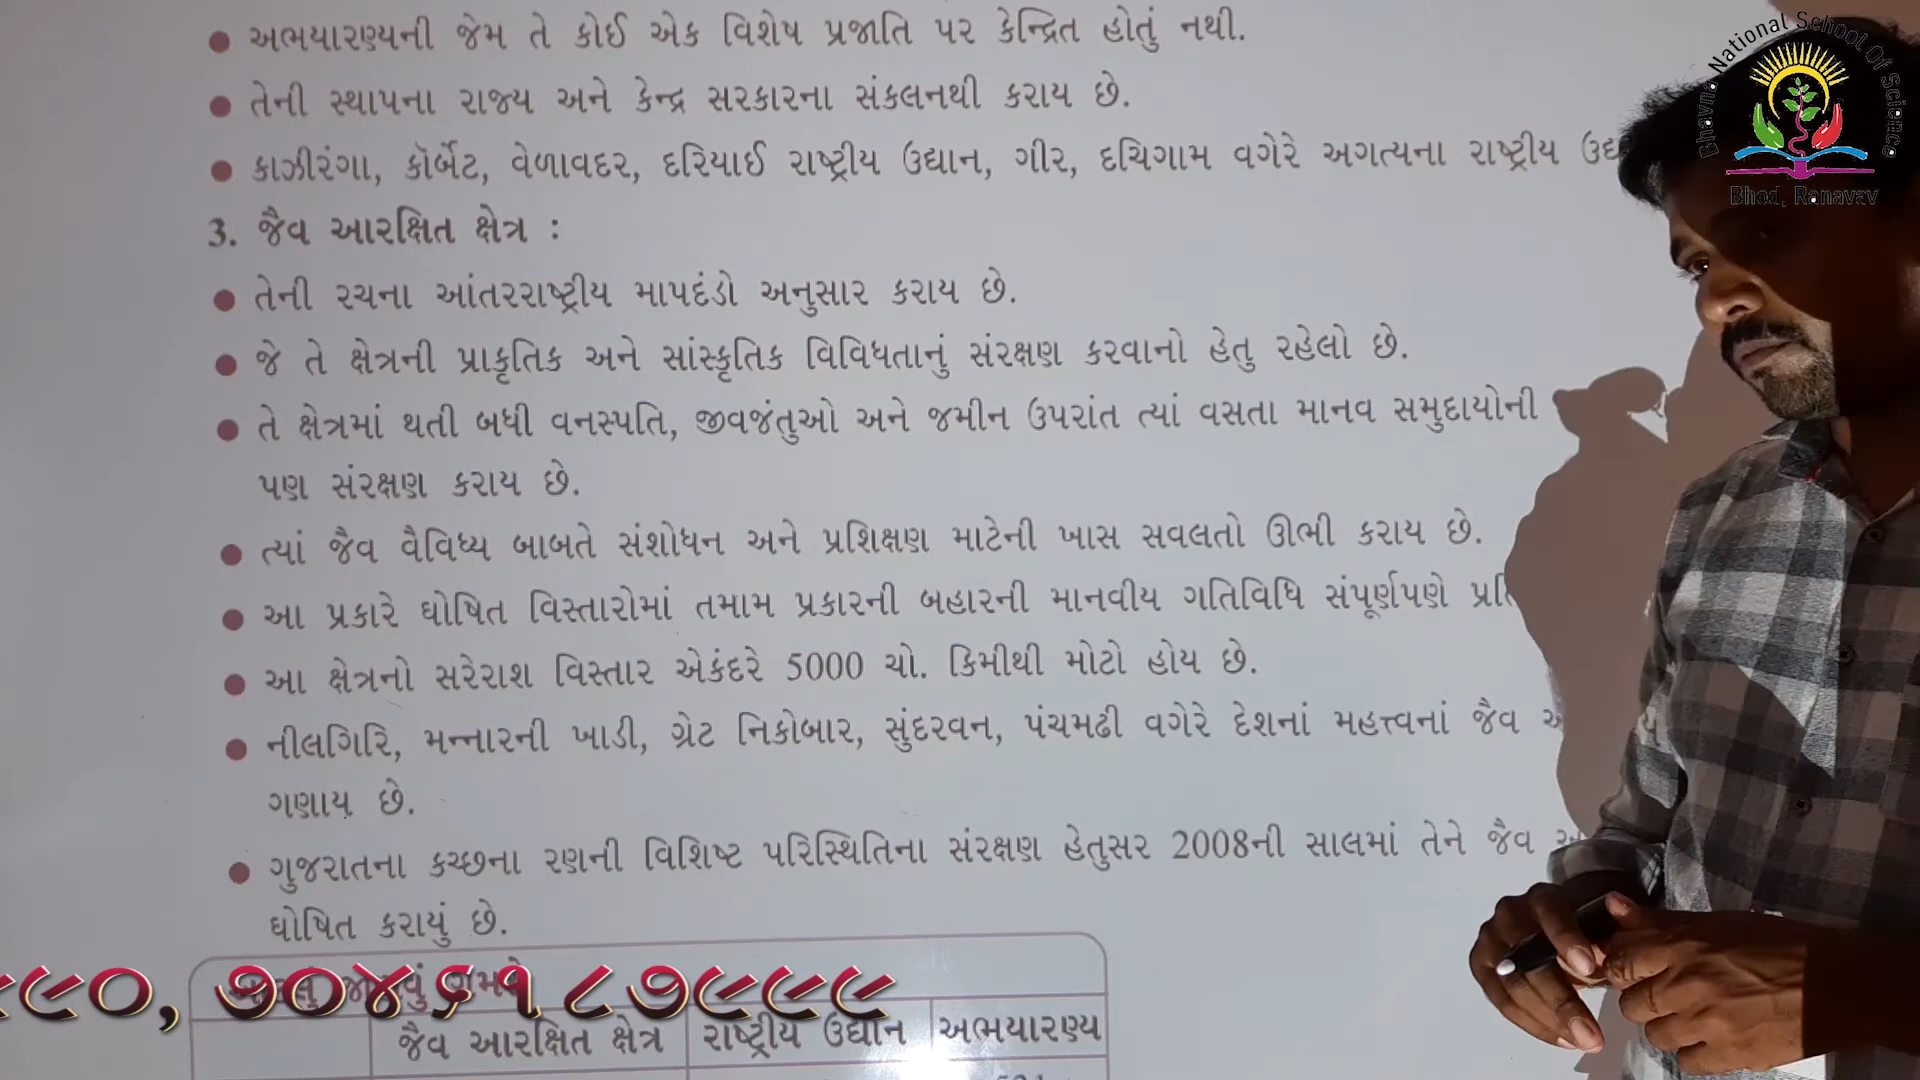 અભયારણ્યની જેમ તે કોઈ એક વિશેષ પ્રજાતિ પર કેન્દ્રિત હોતું નથી.
તેની સ્થાપના રાજ્ય અને કેન્દ્ર સરકારના સંકલનથી કરાય છે.
કાઝીરંગા, કૉર્બેટ, વેળાવદર, દરિયાઈ રાષ્ટ્રીય ઉદ્યાન, ગીર, દચિગામ વગેરે અગત્યના રાષ્ટ્રીય
3. જૈવ આરક્ષિત ક્ષેત્ર :
તેની રચના આંતરરાષ્ટ્રીય માપદંડો અનુસાર કરાય છે.
જે તે ક્ષેત્રની પ્રાકૃતિક અને સાંસ્કૃતિક વિવિધતાનું સંરક્ષણ કરવાનો હેતુ રહેલો છે.
તે ક્ષેત્રમાં થતી બધી વનસ્પતિ, જીવજંતુઓ અને જમીન ઉપરાંત ત્યાં વસતા માનવ સમુદાયોની
પણ સંરક્ષણ કરાય છે.
ત્યાં જૈવ વૈવિધ્ય બાબતે સંશોધન અને પ્રશિક્ષણ માટેની ખાસ સવલતો ઊભી કરાય છે.
આ પ્રકારે ઘોષિત વિસ્તારોમાં તમામ પ્રકારની બહારની માનવીય ગતિવિધિ સંપૂર્ણપણે
આ ક્ષેત્રનો સરેરાશ વિસ્તાર એકંદરે 5000 ચો. કિમીથી મોટો હોય છે.
નીલગિરિ, મન્નારની ખાડી, ગ્રેટ નિકોબાર, સુંદરવન, પંચમઢી વગેરે દેશનાં મહત્ત્વનાં જૈવ
ગણાય છે.
ગુજરાતના કચ્છના રણની વિશિષ્ટ પરિસ્થિતિના સંરક્ષણ હેતુસર 2008ની સાલમાં તેને જૈવ
ઘોષિત કરાયું છે.
૯૯૦, ૭૦૪૬૧ ૮૭૯૯૯
જૈવ આરક્ષિત ક્ષેત્ર રાષ્ટ્રીય ઉદ્યાન અભયારણ્ય
Bhavna National School Of Science
Bhod, Ranavav